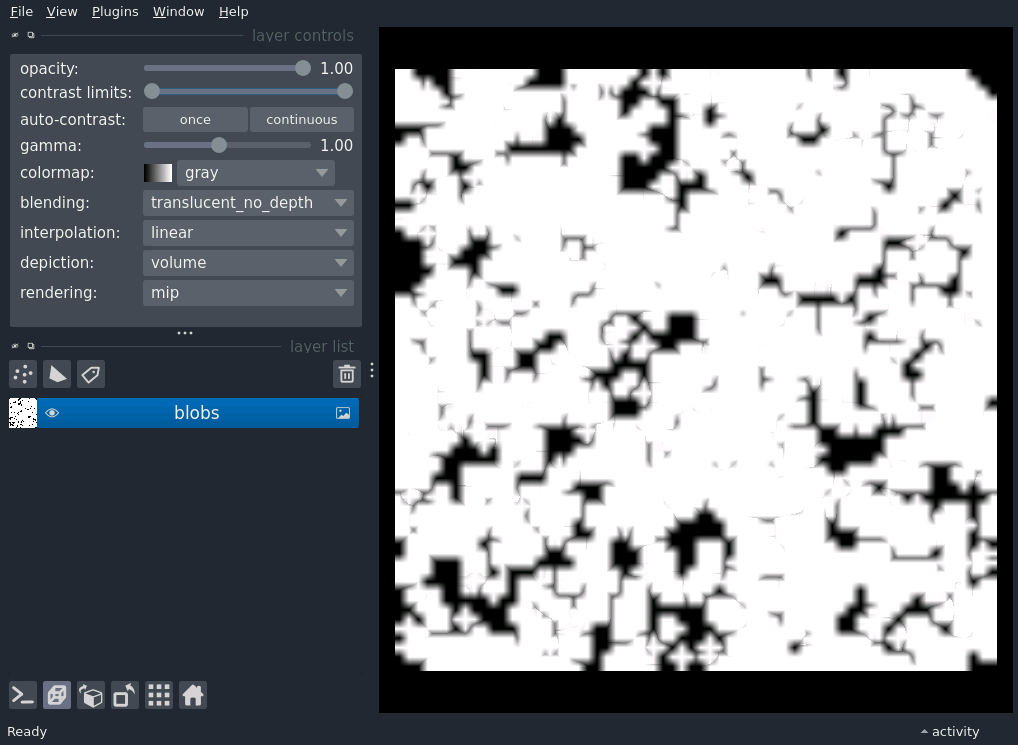 File View Plugins Window Help
layer controls
opacity: 1.00
contrast limits:
auto-contrast: once continuous
gamma: 1.00
colormap: gray
blending: translucent_no_depth
interpolation: linear
depiction: volume
rendering: mip
layer list
blobs
Ready activity